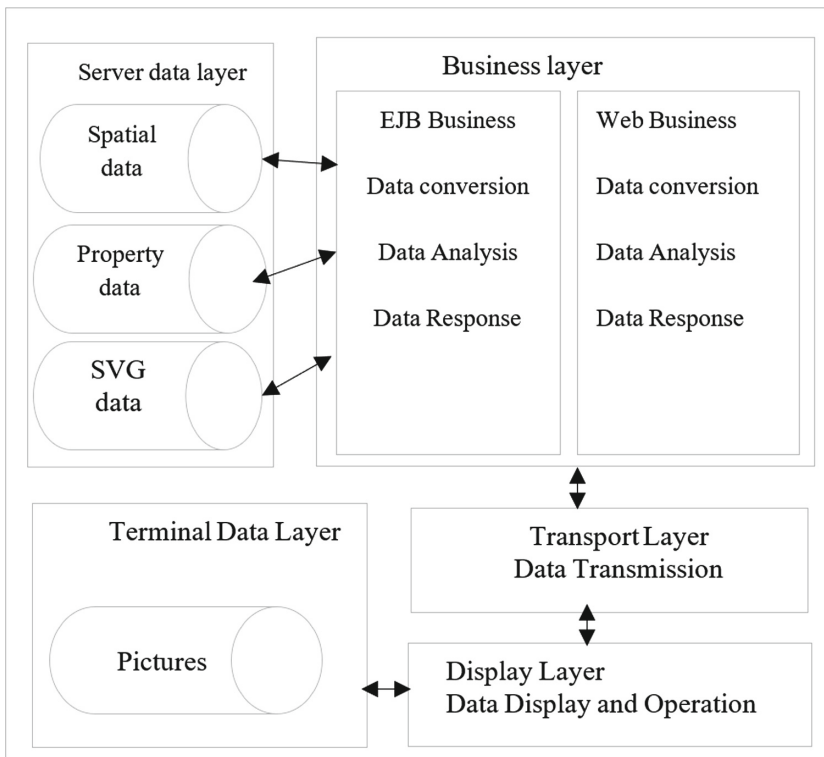 Server data layer
Spatial
data
Property
data
SVG
data
Business layer
EJB Business
Data conversion
Data Analysis
Data Response
Web Business
Data conversion
Data Analysis
Data Response
Terminal Data Layer
Pictures
Transport Layer
Data Transmission
Display Layer
Data Display and Operation